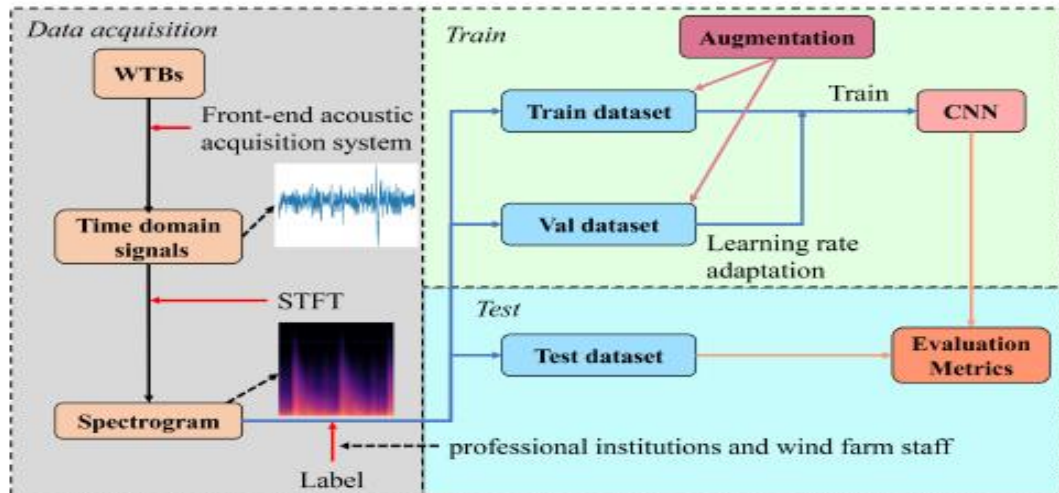 Data acquisition
WTBs
Front-end acoustic
acquisition system
Time domain
signals
STFT
Spectrogram
Label
professional institutions and wind farm staff
Train
Augmentation
Train dataset
Train
CNN
Val dataset
Learning rate
adaptation
Test
Test dataset
Evaluation
Metrics